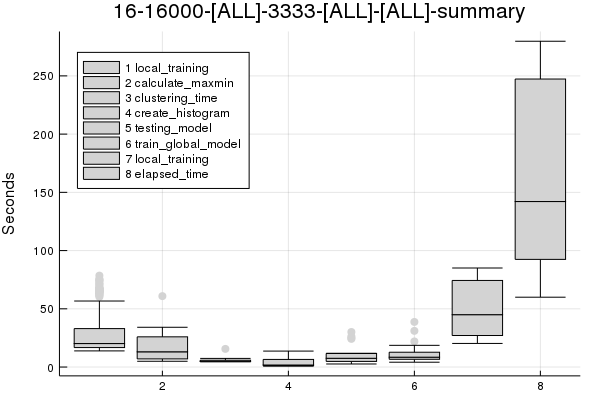 16-16000-[ALL]-3333-[ALL]-[ALL]-summary
Seconds
250
200
150
100
50
0
1 local_training
2 calculate_maxmin
3 clustering_time
4 create_histogram
5 testing_model
6 train_global_model
7 local_training
8 elapsed_time
2 4 6 8